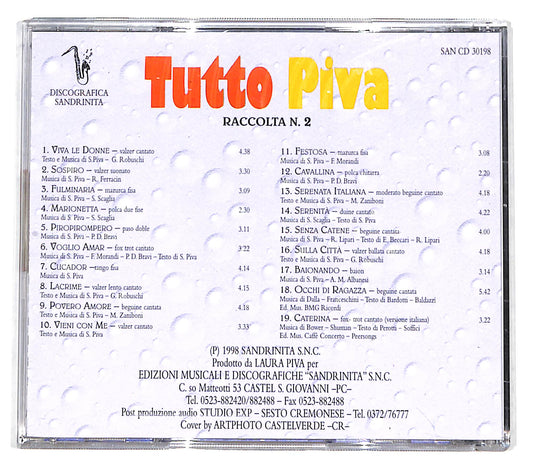 DISCOGRAFICA
SANDRINITA
Tutto Piva
SAN CD 30198
RACCOLTA N. 2
1. VIVA LE DONNE – valzer cantato 4.38
Testo e Musica di S.Piva – G. Robuschi
2. SOSPIRO – valzer suonato 3.30
Musica di S. Piva – R. Ferracin
3. FULMINARIA – mazurca fisa 3.09
Musica di S. Piva – S. Scaglia
4. MARIONETTA – polca due fise 2.30
Musica di S. Piva – S. Scaglia
5. PIROPIROMPERO – paso doble 3.11
Musica di S. Piva – P. D. Bravi
6. VOGLIO AMAR – fox trot cantato 3'22
Musica di S. Piva – F. Morandi – P. D. Bravi – Testo di S. Piva
7. CUCADOR – tingo fisa 4.14
Musica di S. Piva
8. LACRIME – valzer lento cantato 4.15
Testo e Musica di S. Piva – G. Robuschi
9. POVERO AMORE – beguine cantata 4.18
Testo e Musica di S. Piva – M. Zamboni
10. VIENI CON ME – valzer cantato 3.33
Testo e Musica di S. Piva
11. FESTOSA – mazurca fisa 3.08
Musica di S. Piva – F. Morandi
12. CAVALLINA – polca chitarra 2.20
Musica di S. Piva – P. D. Bravi
13. SERENATA ITALIANA – moderato beguine cantato 4.18
Testo e Musica di S. Piva – M. Zamboni
14. SERENITÀ – duine cantato 4.22
Musica di S. Piva – Testo di S. Scaglia
15. SENZA CATENE – beguine cantata 4.00
Musica di S. Piva – R. Lipari – Testo di E. Beccari – R. Lipari
16. SULLA CITTÀ – valzer ballata cantato 4.18
Testo e Musica di S. Piva – G. Robuschi
17. BAIONANDO – baion 3.14
Musica di S. Piva – A. M. Albanesi
18. OCCHI DI RAGAZZA – beguine cantata 5.42
Musica di Dulla – Franceschini – Testo di Bardotti – Baldazzi
Ed. Mus. BMG Ricordi
19. CATERINA – fox- trot cantato (versione italiana) 3.22
Musica di Bower – Shuman – Testo di Perotti – Soffici
Ed. Mus. Caffè Concerto – Peersongs
(P) 1998 SANDRINITA S.N.C.
Prodotto da LAURA PIVA per
EDIZIONI MUSICALI E DISCOGRAFICHE "SANDRINITA" S.N.C.
C. so Matteotti 53 CASTEL S. GIOVANNI –PC–
Tel. 0523-882420/882488 – Fax 0523-882488
Post produzione audio STUDIO E.X.P – SESTO CREMONESE – Tel. 0372/76777
Cover by ARTPHOTO CASTELVERDE –CR–